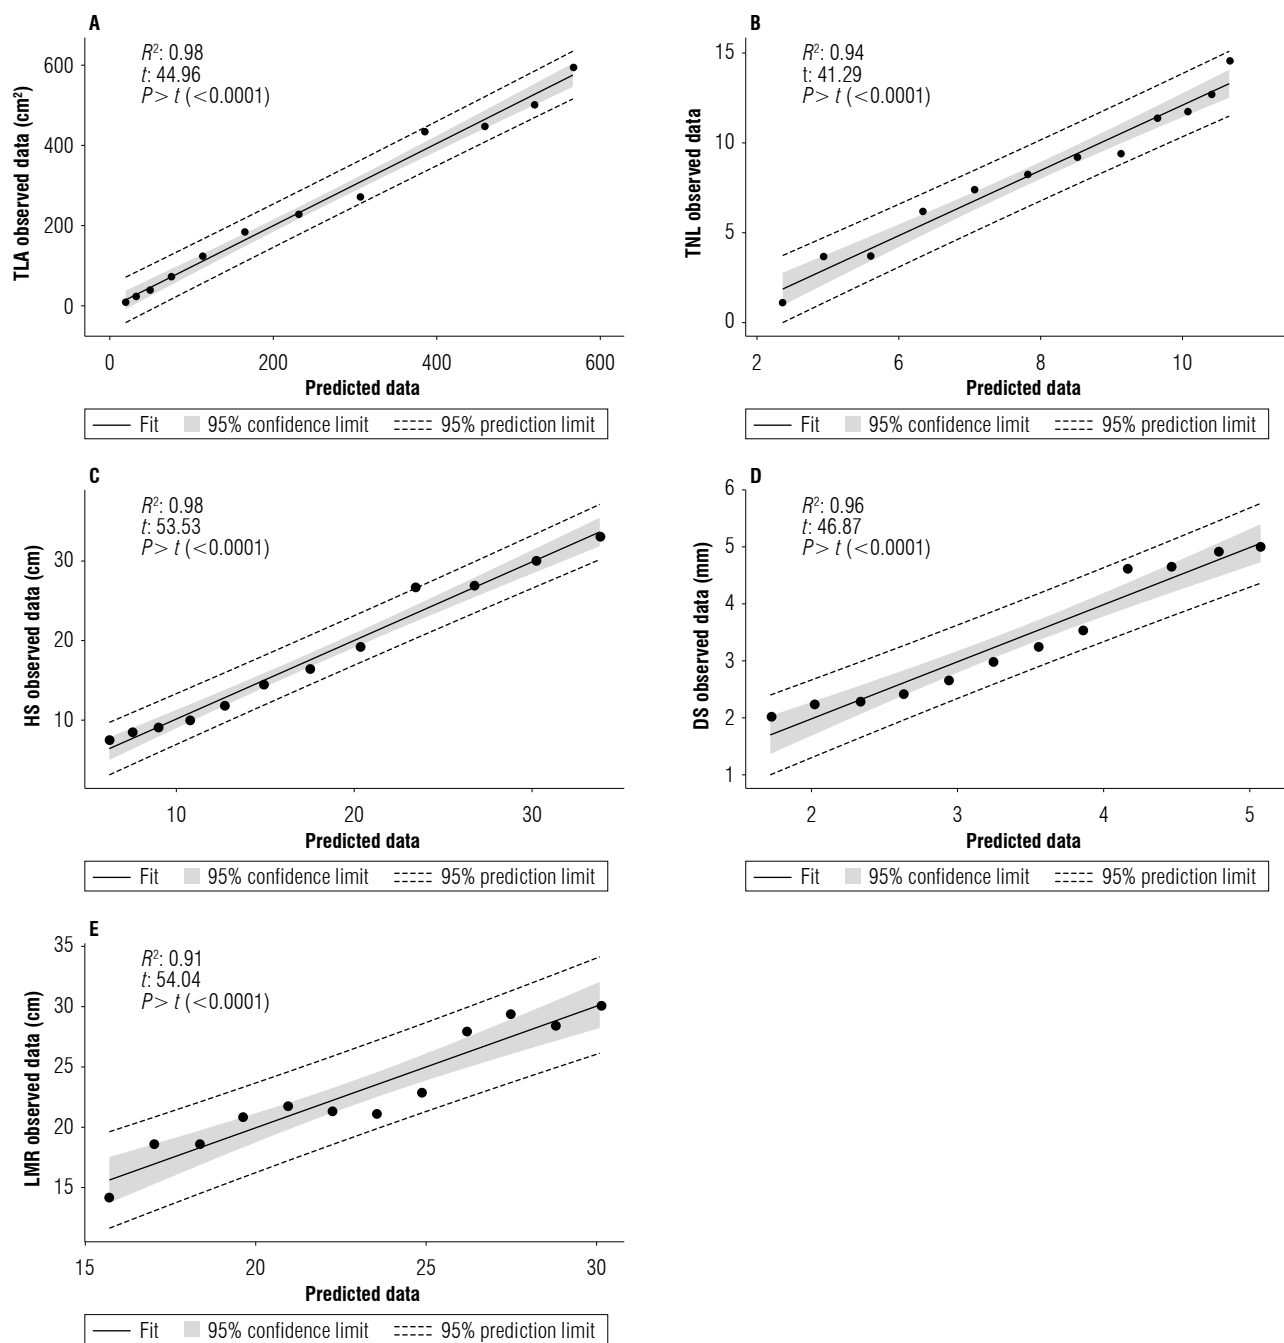 A
R²: 0.98
t: 44.96
P> t (<0.0001)
TLA observed data (cm²)
600
400
200
0
0 200 400 600
Predicted data
Fit 95% confidence limit 95% prediction limit
B
R²: 0.94
t: 41.29
P> t (<0.0001)
TNL observed data
15
10
5
0
2 6 8 10
Predicted data
Fit 95% confidence limit 95% prediction limit
C
R²: 0.98
t: 53.53
P> t (<0.0001)
HS observed data (cm)
30
20
10
10 20 30
Predicted data
Fit 95% confidence limit 95% prediction limit
D
R²: 0.96
t: 46.87
P> t (<0.0001)
DS observed data (mm)
6
5
4
3
2
1
2 3 4 5
Predicted data
Fit 95% confidence limit 95% prediction limit
E
R²: 0.91
t: 54.04
P> t (<0.0001)
LMR observed data (cm)
35
30
25
20
15
15 20 25 30
Predicted data
Fit 95% confidence limit 95% prediction limit